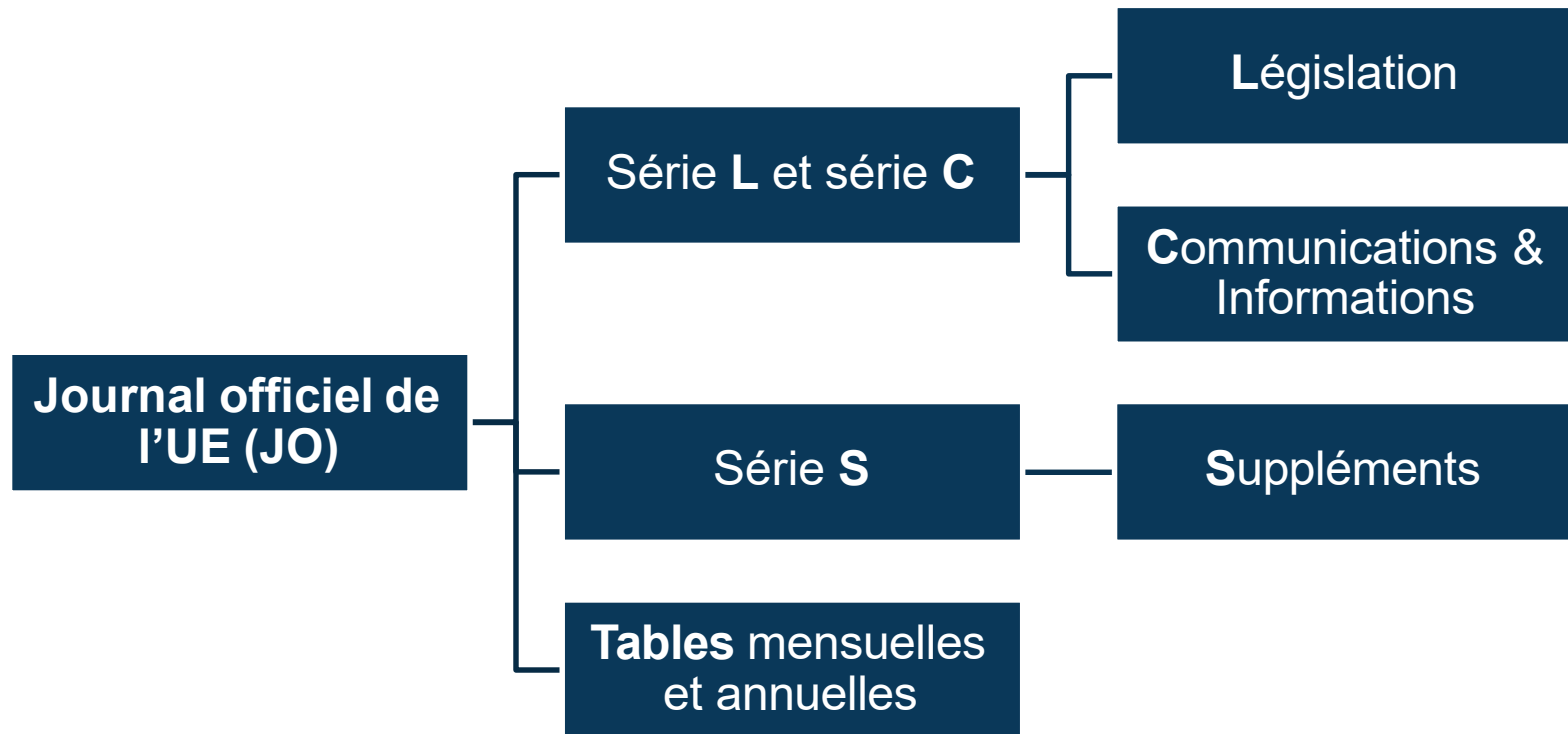 Journal officiel de
l’UE (JO)
Série L et série C
Législation
Communications &
Informations
Série S
Suppléments
Tables mensuelles
et annuelles